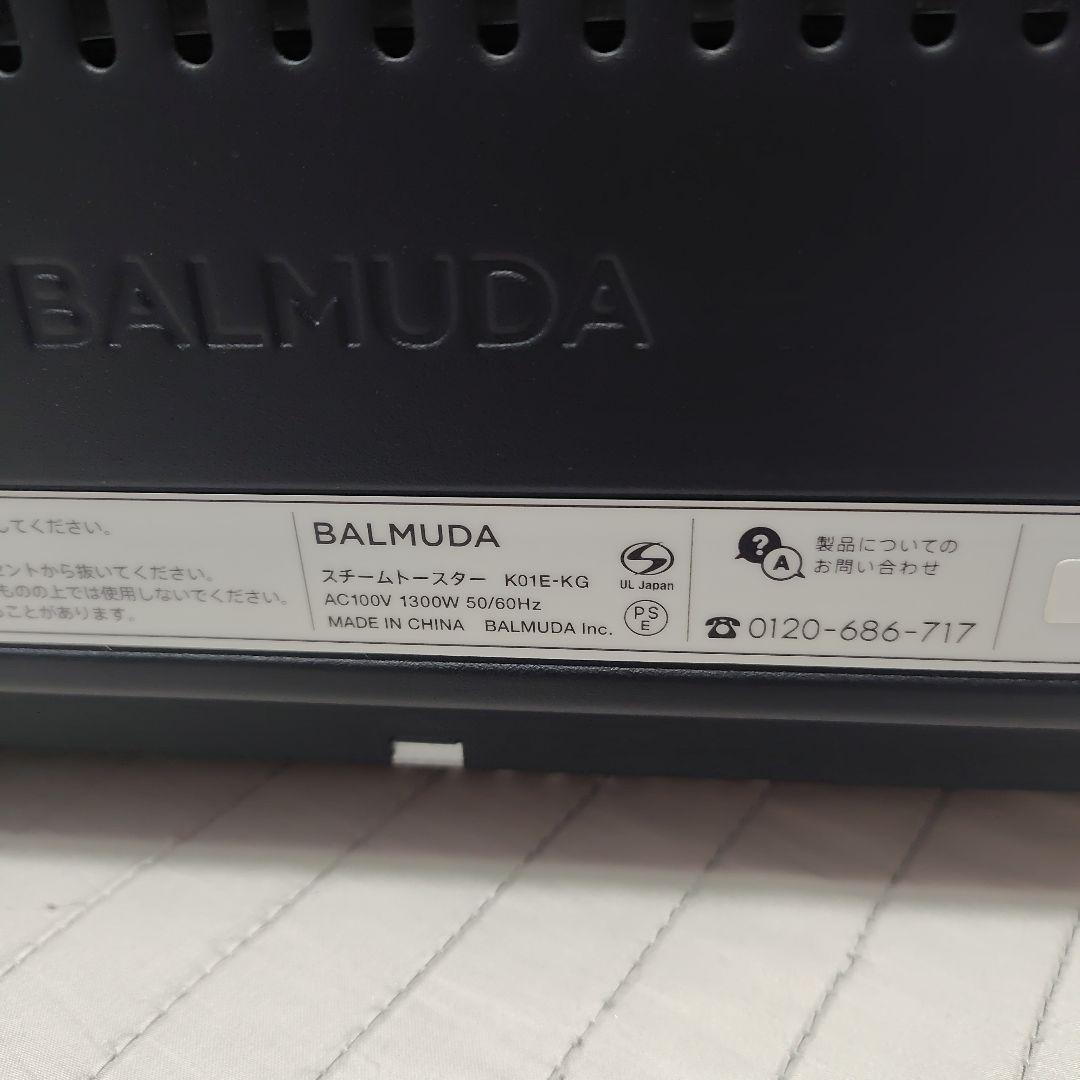 BALMUDA
してください。
セントから抜いてください。
ものの上では使用しないでください。
ことがあります。
BALMUDA
スチームトースター K01E-KG
AC100V 1300W 50/60Hz
MADE IN CHINA BALMUDA Inc.
UL Japan
PS
E
?
A
製品についての
お問い合わせ
☎0120-686-717